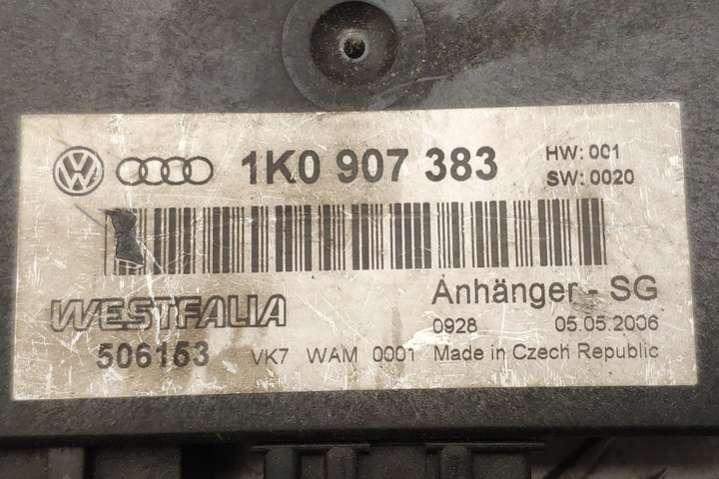 1K0 907 383
HW: 001
SW: 0020
WESTFALIA
Anhänger - SG
506153 VK7 WAM 0001
0928 05.05.2006
Made in Czech Republic